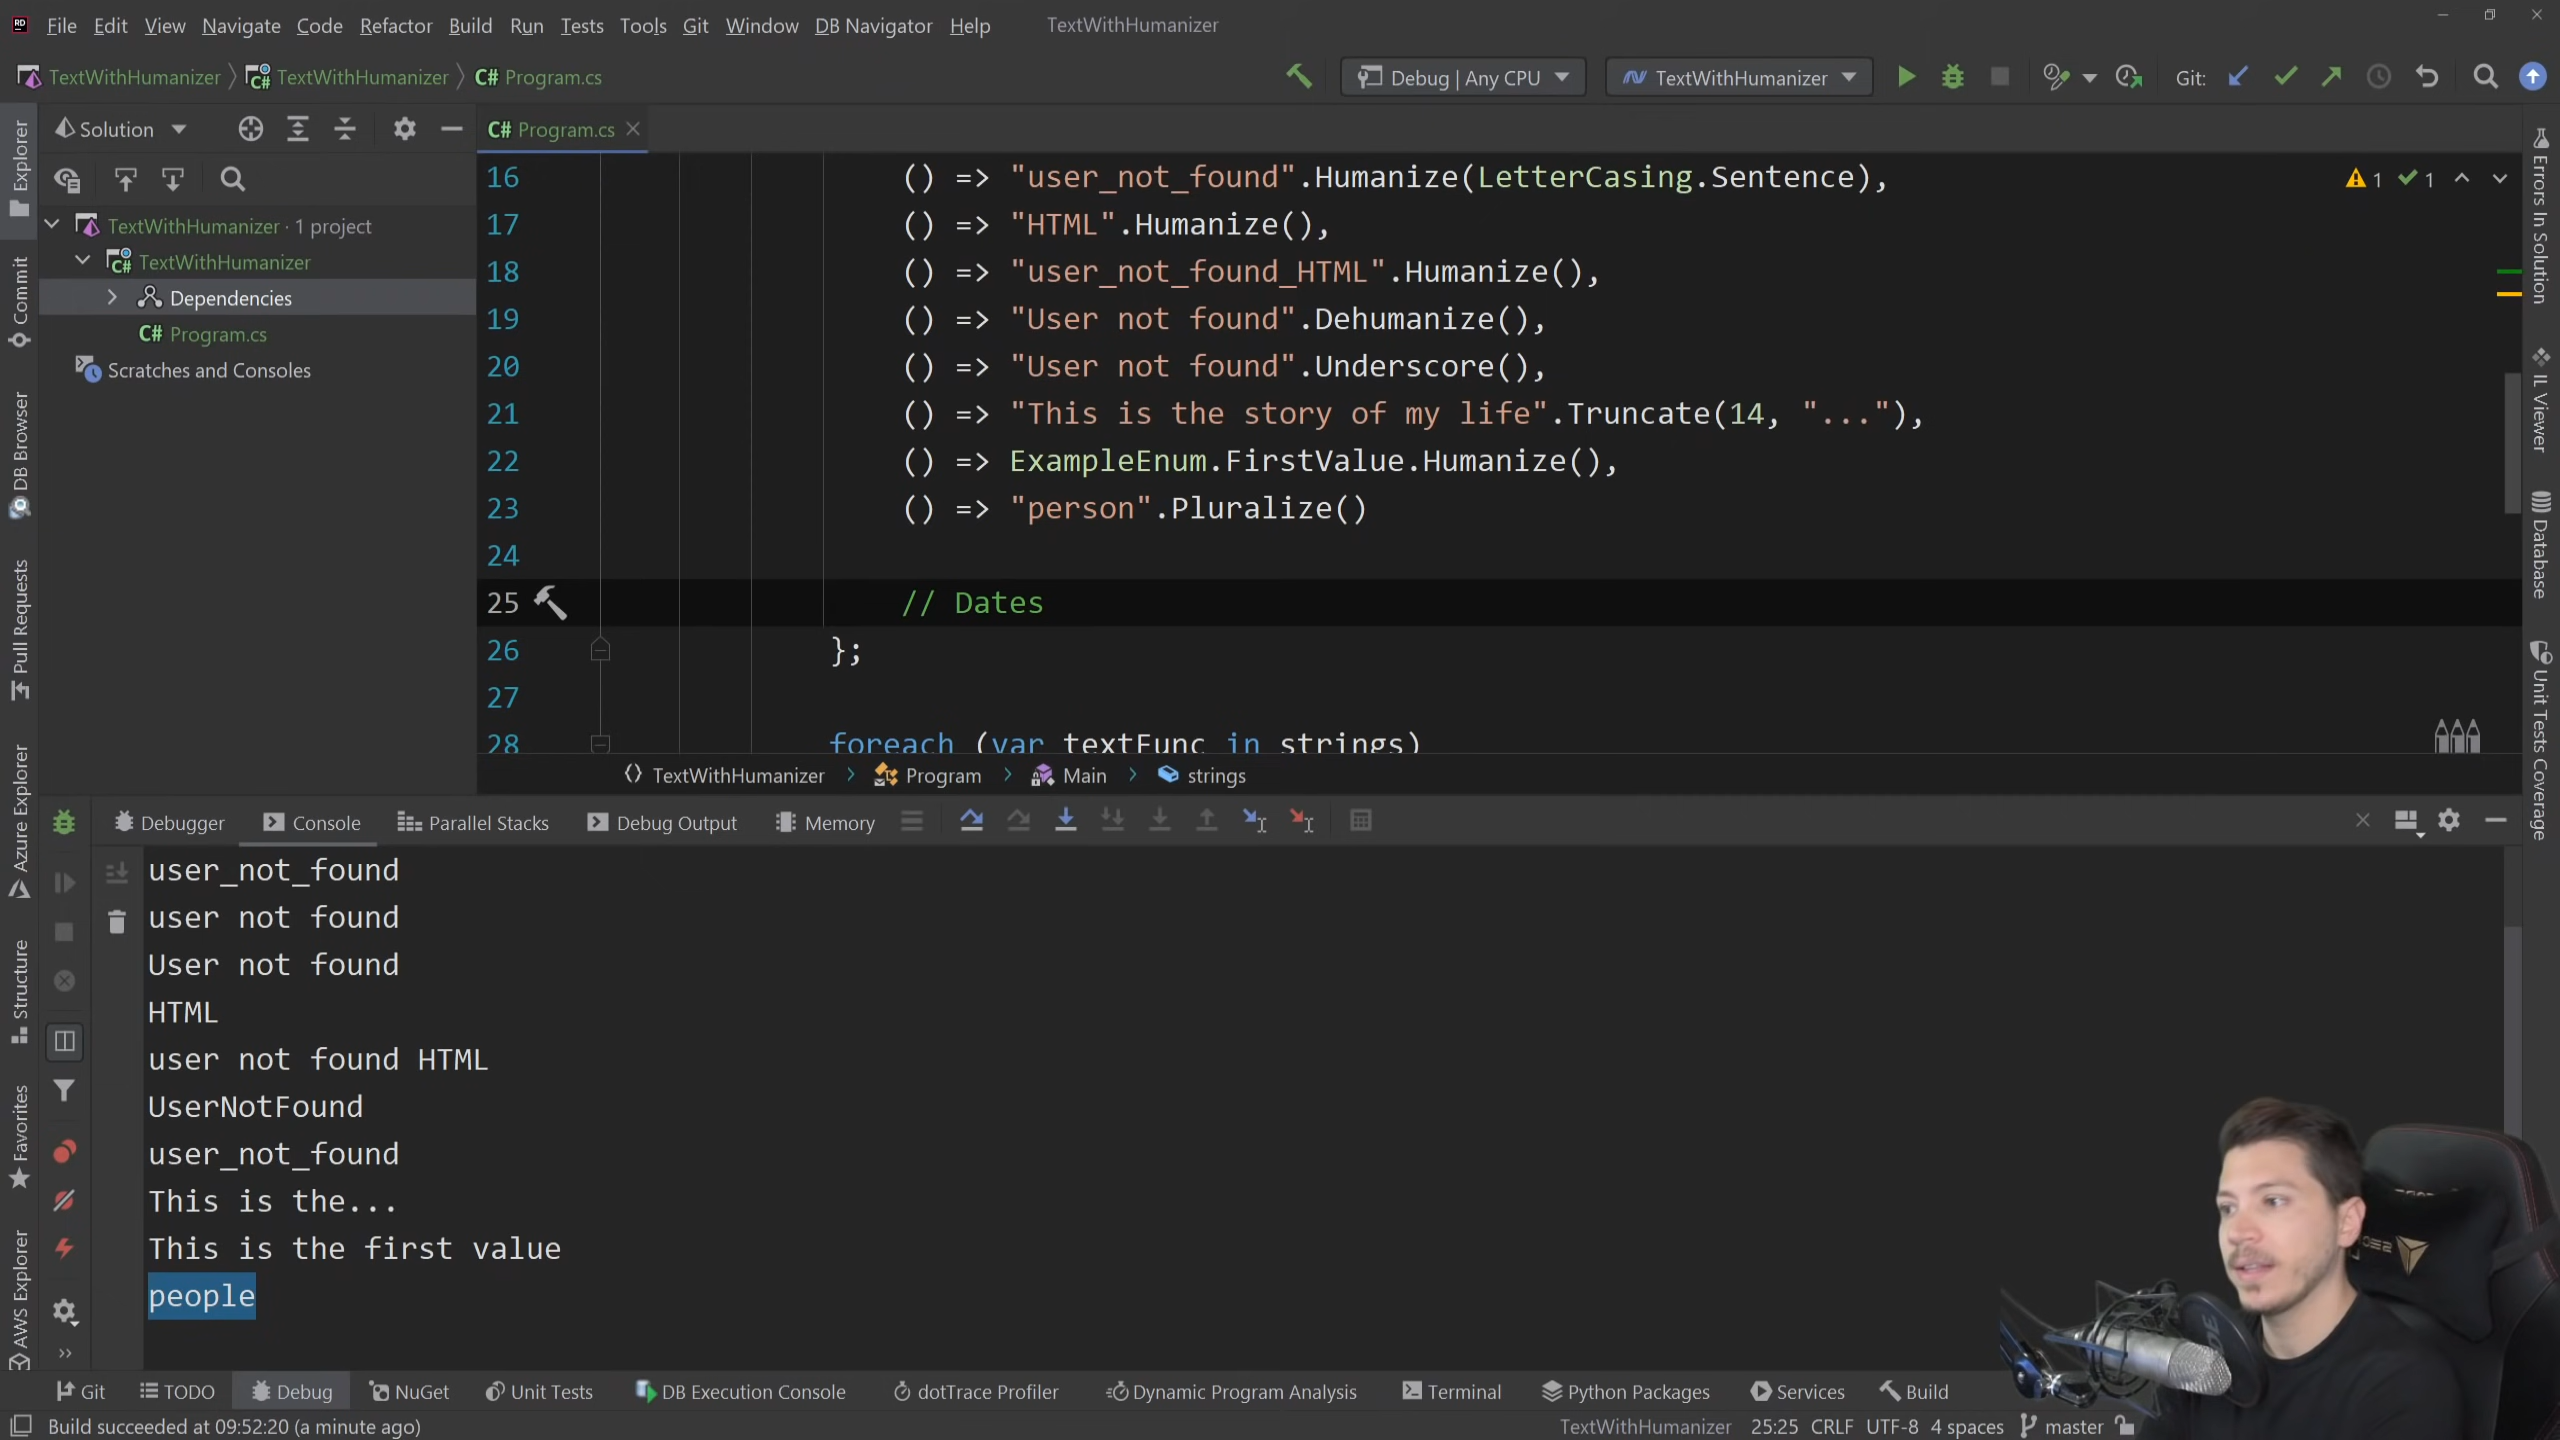 File Edit View Navigate Code Refactor Build Run Tests Tools Git Window DB Navigator Help TextWithHumanizer
TextWithHumanizer TextWithHumanizer C# Program.cs Debug | Any CPU TextWithHumanizer Git:
Solution
C# Program.cs
TextWithHumanizer · 1 project
TextWithHumanizer
Dependencies
C# Program.cs
Scratches and Consoles
16 () => "user_not_found".Humanize(LetterCasing.Sentence),
17 () => "HTML".Humanize(),
18 () => "user_not_found_HTML".Humanize(),
19 () => "User not found".Dehumanize(),
20 () => "User not found".Underscore(),
21 () => "This is the story of my life".Truncate(14, "..."),
22 () => ExampleEnum.FirstValue.Humanize(),
23 () => "person".Pluralize()
24
25 // Dates
26 };
27
28 foreach (var textFunc in strings)
1 1
TextWithHumanizer Program Main strings
Debugger Console Parallel Stacks Debug Output Memory
user_not_found
user not found
User not found
HTML
user not found HTML
UserNotFound
user_not_found
This is the...
This is the first value
people
Explorer
Commit
DB Browser
Pull Requests
Azure Explorer
Structure
Favorites
AWS Explorer
Errors In Solution
IL Viewer
Database
Unit Tests Coverage
Git TODO Debug NuGet Unit Tests DB Execution Console dotTrace Profiler Dynamic Program Analysis Terminal Python Packages Services Build
Build succeeded at 09:52:20 (a minute ago) TextWithHumanizer 25:25 CRLF UTF-8 4 spaces master